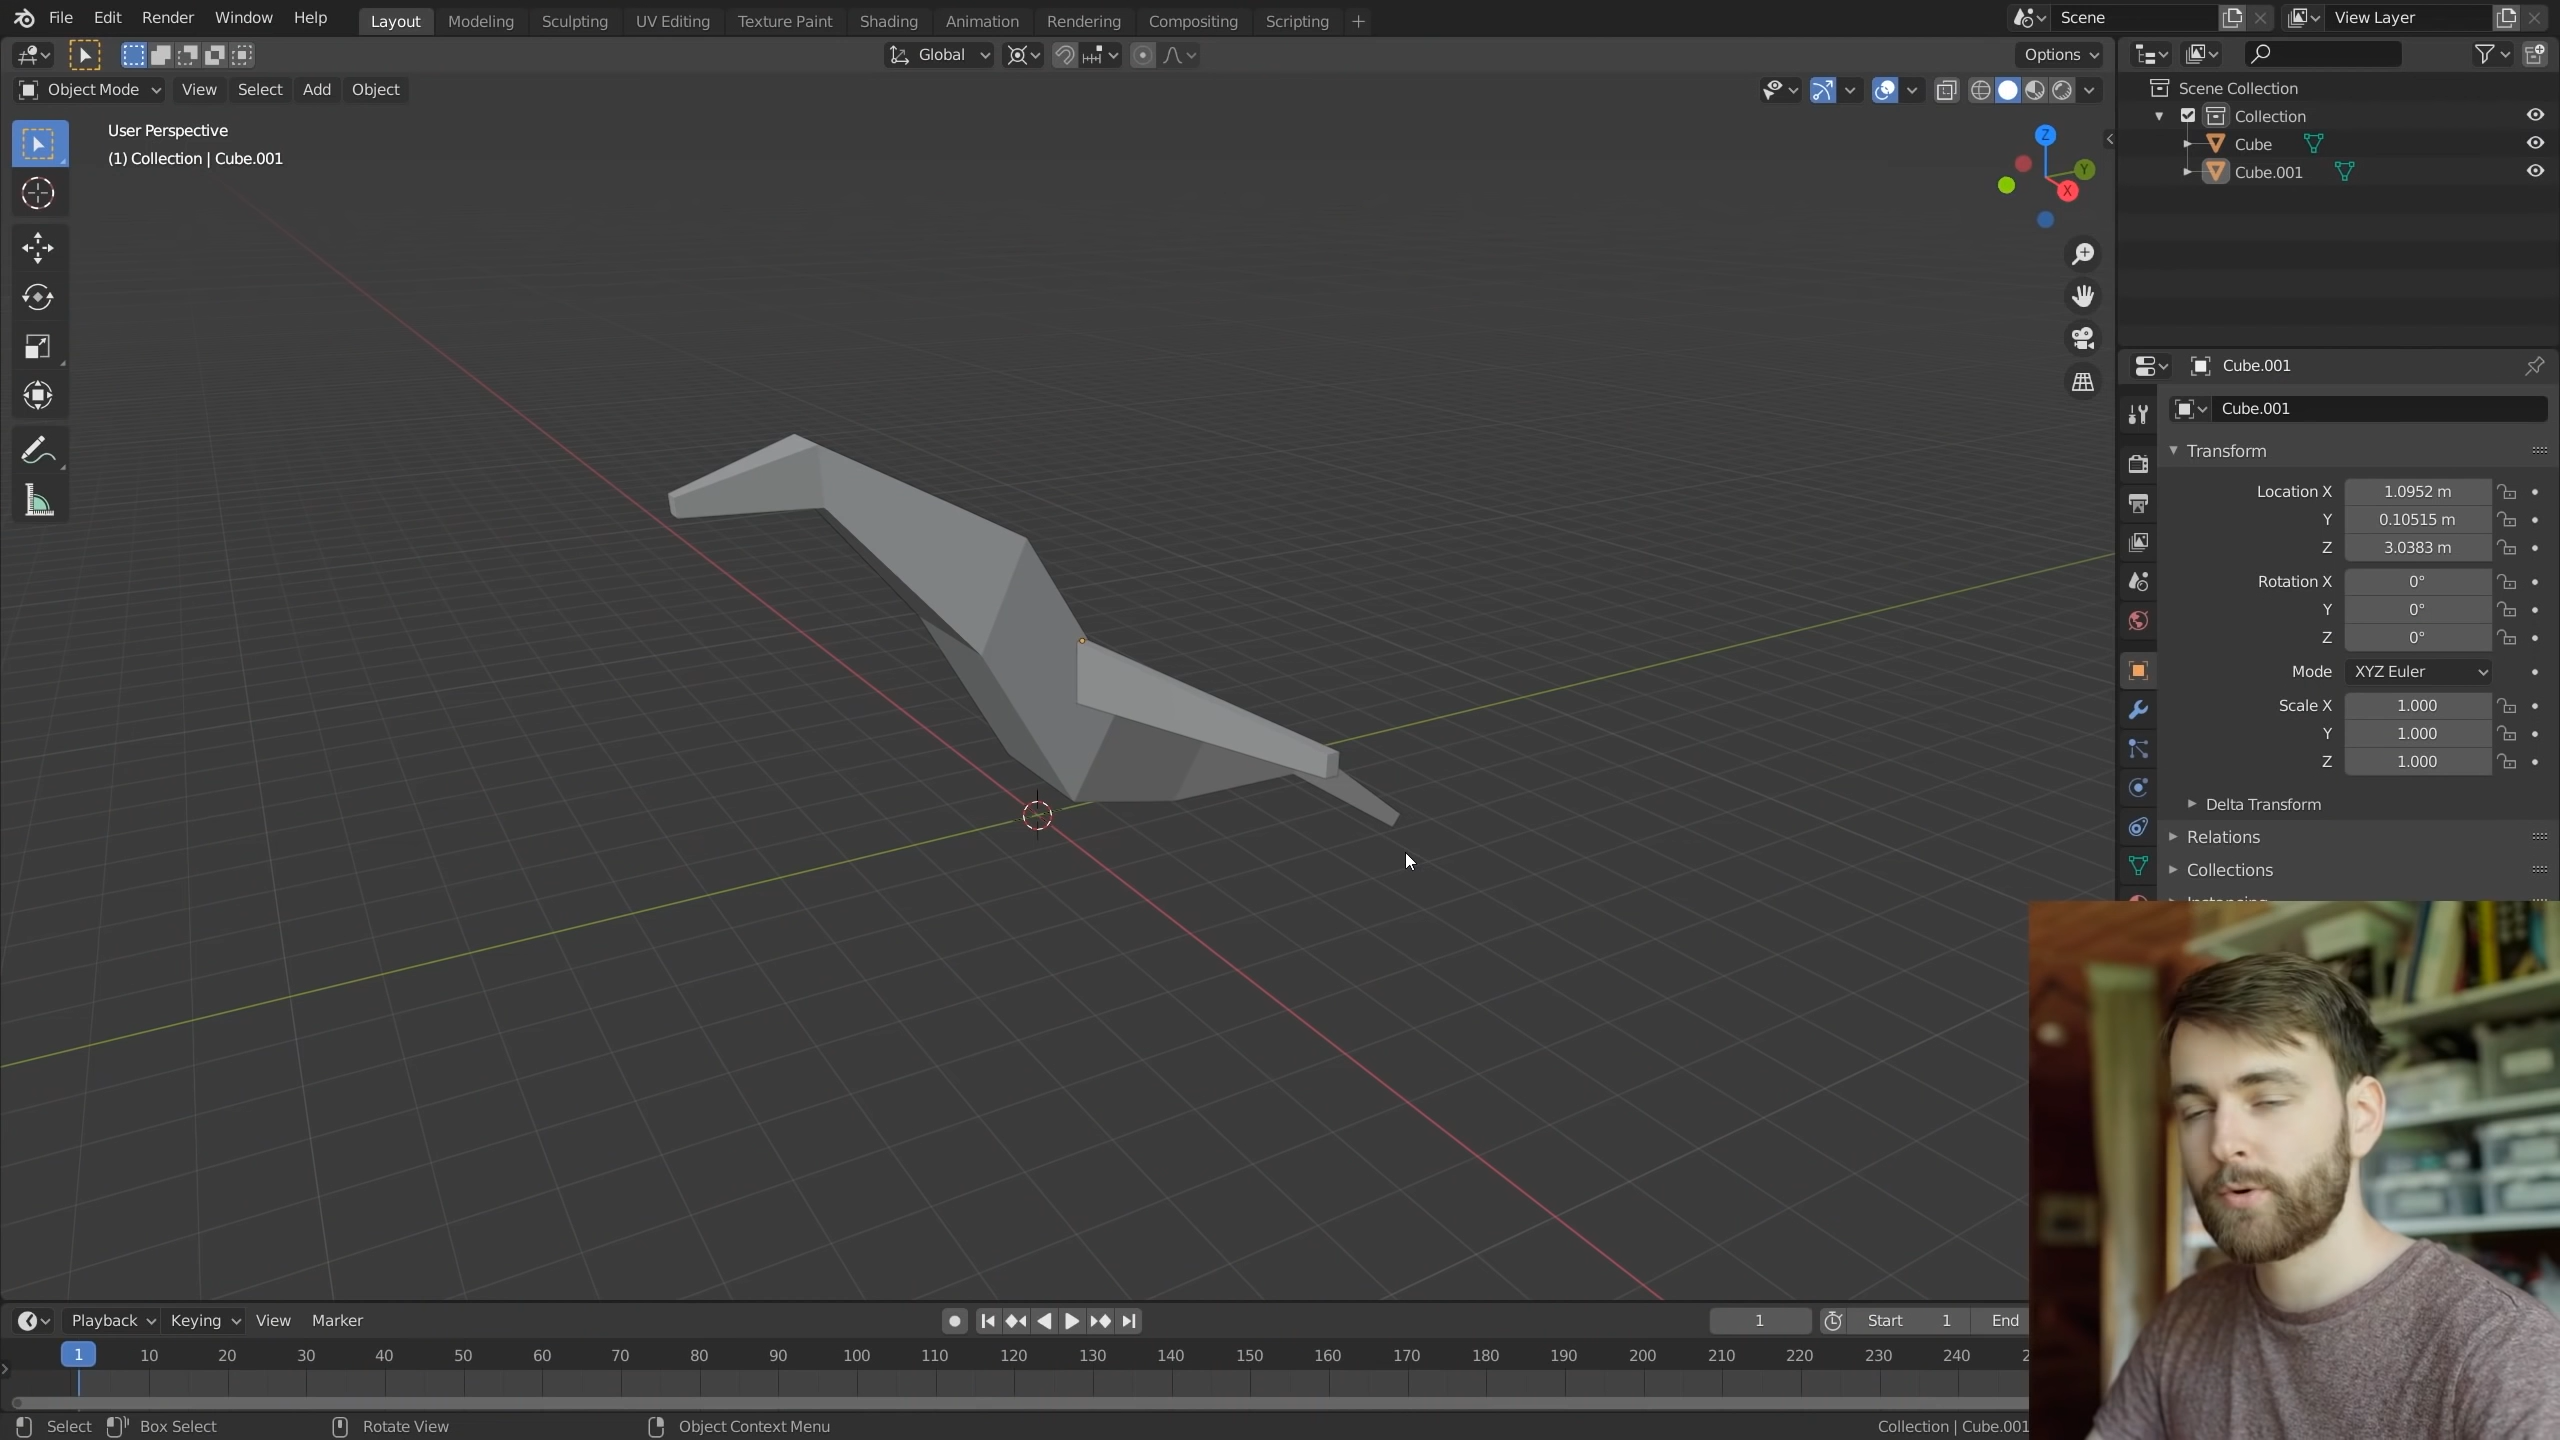 File Edit Render Window Help Layout Modeling Sculpting UV Editing Texture Paint Shading Animation Rendering Compositing Scripting + Scene View Layer
Global Options
Object Mode View Select Add Object
User Perspective
(1) Collection | Cube.001
Z
Y
X
Scene Collection
Collection
Cube
Cube.001
Cube.001
Cube.001
Transform
Location X 1.0952 m
Y 0.10515 m
Z 3.0383 m
Rotation X 0°
Y 0°
Z 0°
Mode XYZ Euler
Scale X 1.000
Y 1.000
Z 1.000
Delta Transform
Relations
Collections
Playback Keying View Marker 1 Start 1 End
1 10 20 30 40 50 60 70 80 90 100 110 120 130 140 150 160 170 180 190 200 210 220 230 240 2
Select Box Select Rotate View Object Context Menu Collection | Cube.001